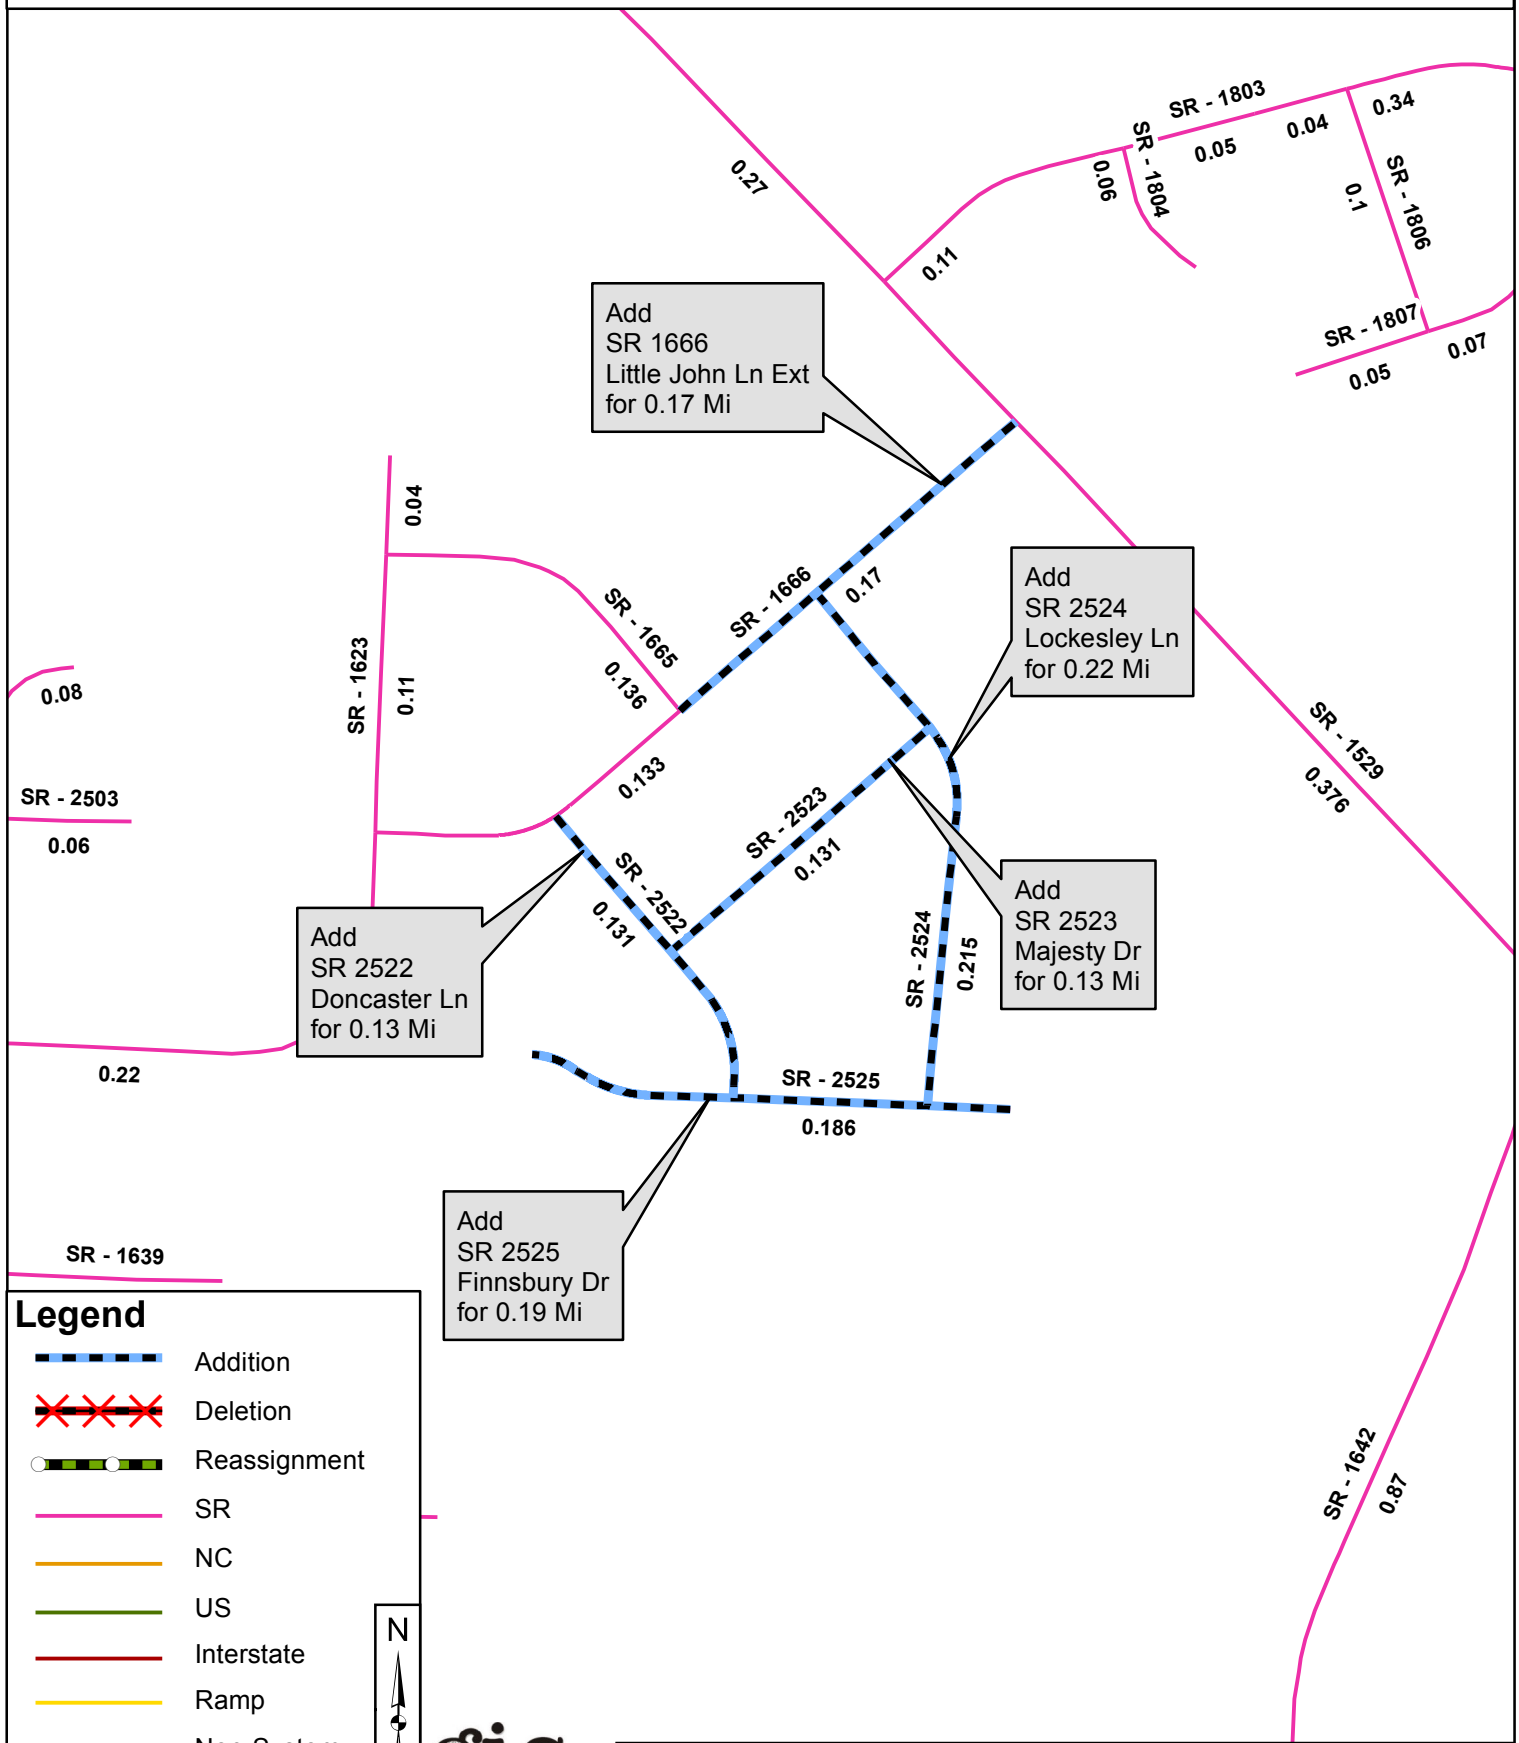 SR - 1803
0.34
0.04
0.05
SR - 1804
0.06
0.27
0.1
SR - 1806
0.11
SR - 1807
0.07
0.05
Add
SR 1666
Little John Ln Ext
for 0.17 Mi
0.04
SR - 1666
0.17
Add
SR 2524
Lockesley Ln
for 0.22 Mi
SR - 1665
0.136
SR - 1623
0.11
0.08
0.133
SR - 1529
0.376
SR - 2503
0.06
SR - 2523
0.131
SR - 2522
0.131
Add
SR 2523
Majesty Dr
for 0.13 Mi
Add
SR 2522
Doncaster Ln
for 0.13 Mi
SR - 2524
0.215
0.22
SR - 2525
0.186
Add
SR 2525
Finnsbury Dr
for 0.19 Mi
SR - 1639
SR - 1642
0.87
Legend
Addition
Deletion
Reassignment
SR
NC
US
Interstate
Ramp
N